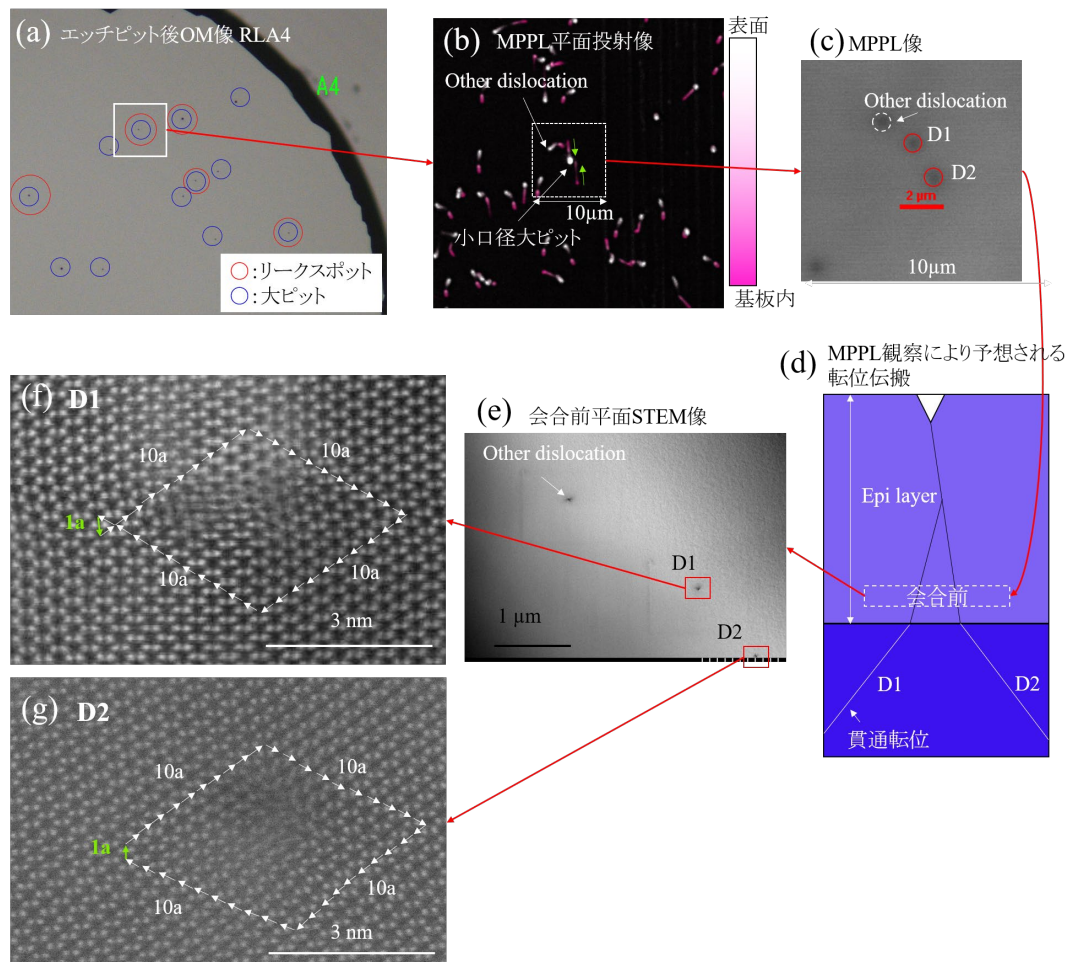 (a) エッチピット後OM像 RLA4
A4
○:リークスポット
○:大ピット
(b) MPPL平面投射像
Other dislocation
10μm
小口径大ピット
表面
基板内
(c) MPPL像
Other dislocation
D1
D2
2 μm
10μm
(d) MPPL観察により予想される
転位伝搬
Epi layer
会合前
D1
D2
貫通転位
(e) 会合前平面STEM像
Other dislocation
D1
1 μm
D2
(f) D1
10a
10a
1a
10a
10a
3 nm
(g) D2
10a
10a
1a
10a
10a
3 nm